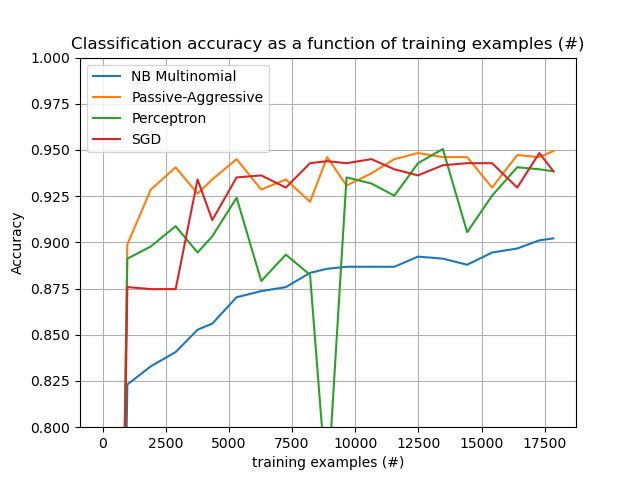 Classification accuracy as a function of training examples (#)
1.000
0.975
0.950
0.925
0.900
0.875
0.850
0.825
0.800
Accuracy
NB Multinomial
Passive-Aggressive
Perceptron
SGD
0
2500
5000
7500
10000
12500
15000
17500
training examples (#)